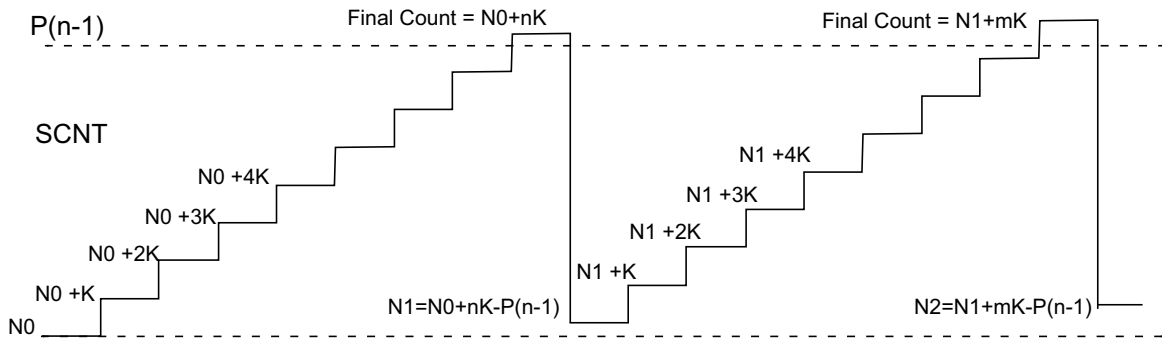 P(n-1)
Final Count = N0+nK
Final Count = N1+mK
SCNT
N0 +4K
N1 +4K
N0 +3K
N1 +3K
N0 +2K
N1 +2K
N0 +K
N1 +K
N0
N1=N0+nK-P(n-1)
N2=N1+mK-P(n-1)